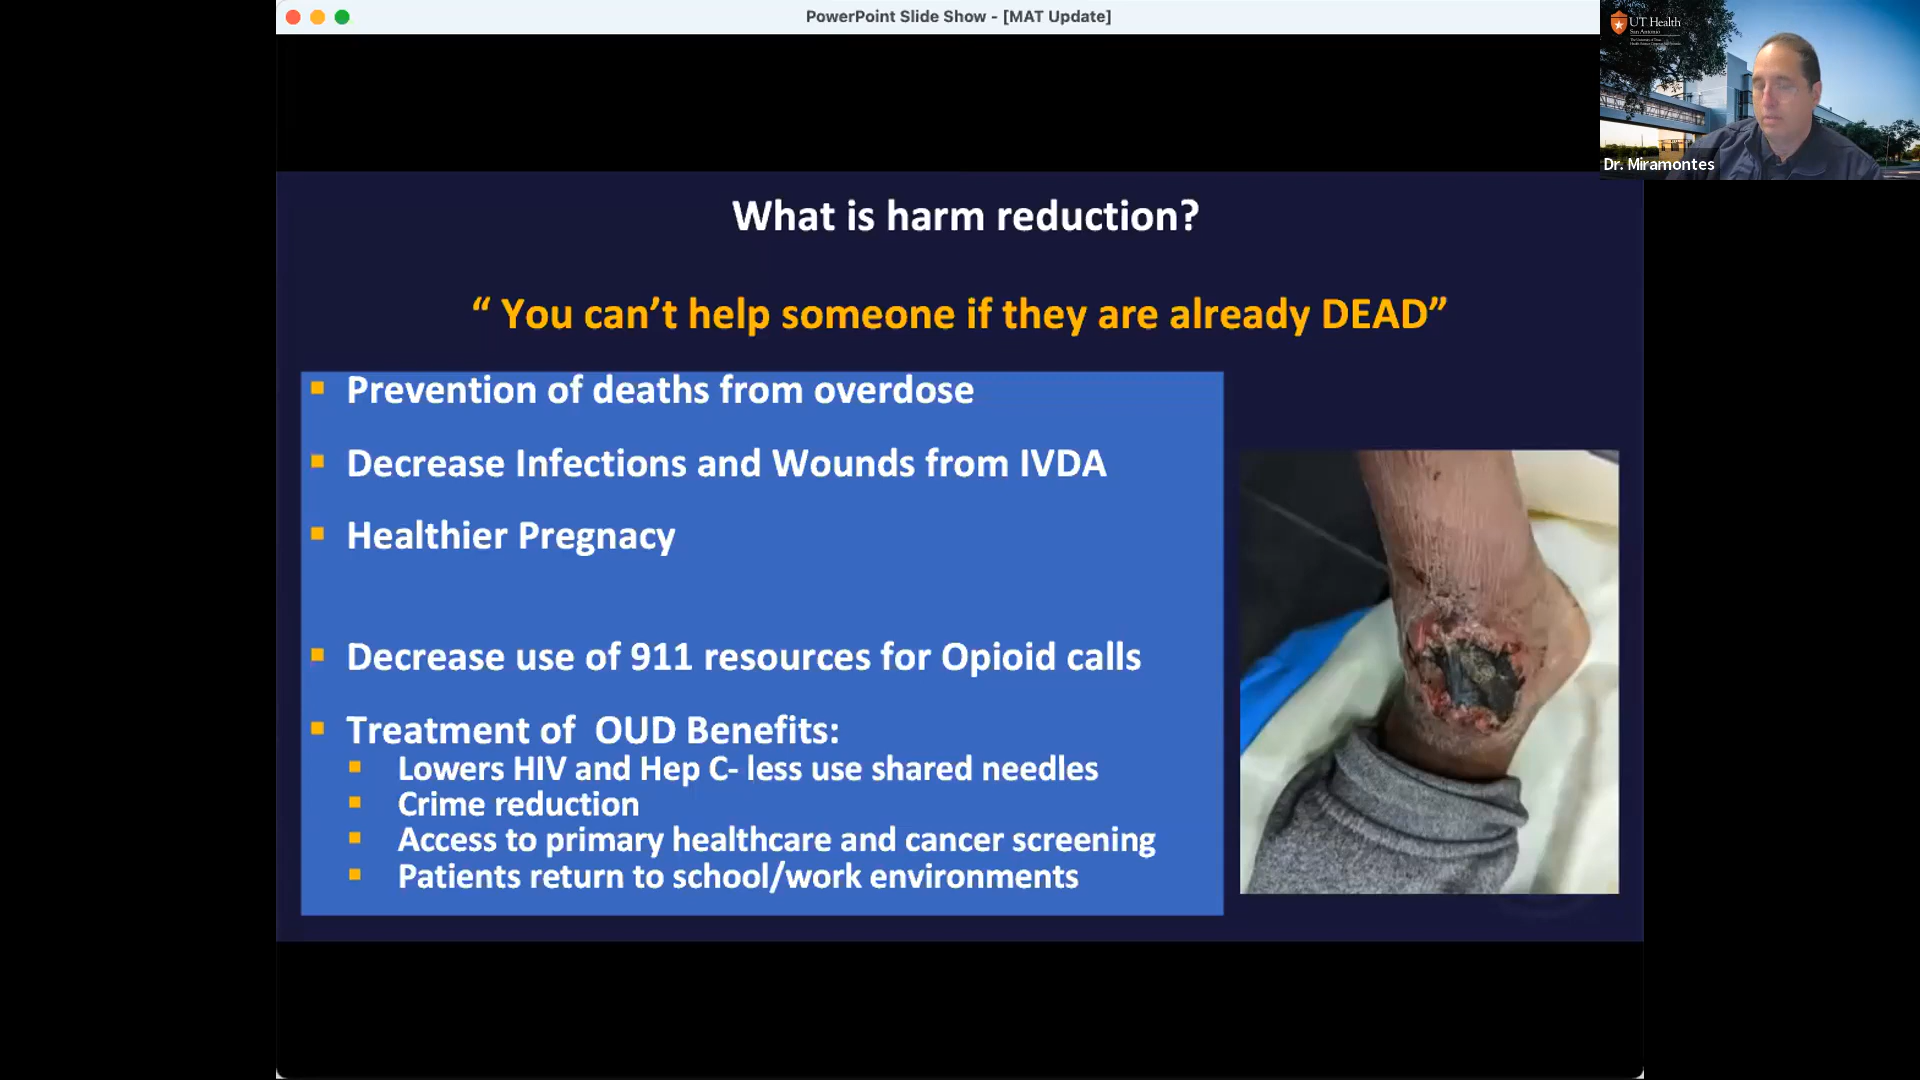 PowerPoint Slide Show - [MAT Update]
UT Health
San Antonio
Dr. Miramontes
What is harm reduction?
“ You can’t help someone if they are already DEAD”
Prevention of deaths from overdose
Decrease Infections and Wounds from IVDA
Healthier Pregnacy
Decrease use of 911 resources for Opioid calls
Treatment of  OUD Benefits:
Lowers HIV and Hep C- less use shared needles
Crime reduction
Access to primary healthcare and cancer screening
Patients return to school/work environments